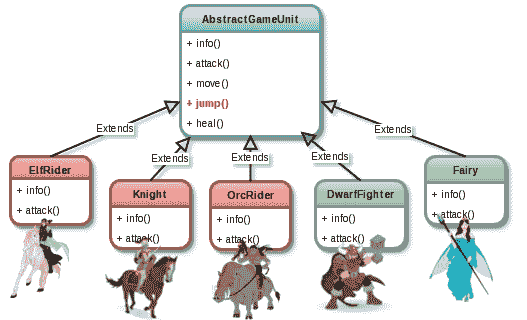 AbstractGameUnit
+ info()
+ attack()
+ move()
+ jump()
+ heal()
Extends
Extends
Extends
Extends
Extends
ElfRider
+ info()
+ attack()
Knight
+ info()
+ attack()
OrcRider
+ info()
+ attack()
DwarfFighter
+ info()
+ attack()
Fairy
+ info()
+ attack()